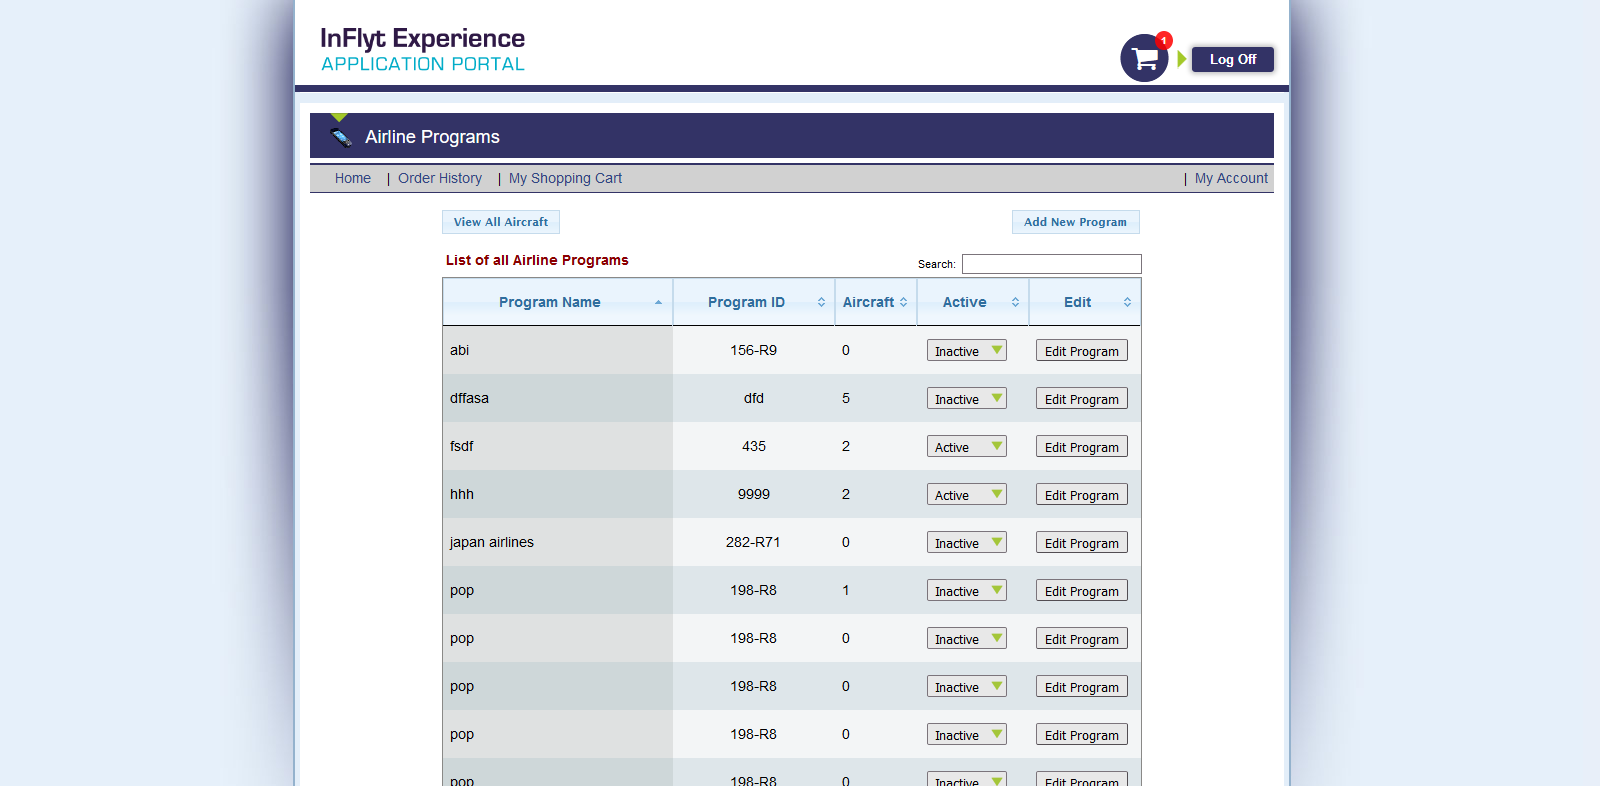 InFlyt Experience
APPLICATION PORTAL
1
Log Off
Airline Programs
Home | Order History | My Shopping Cart | My Account
View All Aircraft Add New Program
List of all Airline Programs Search:
Program Name Program ID Aircraft Active Edit
abi 156-R9 0 Inactive Edit Program
dffasa dfd 5 Inactive Edit Program
fsdf 435 2 Active Edit Program
hhh 9999 2 Active Edit Program
japan airlines 282-R71 0 Inactive Edit Program
pop 198-R8 1 Inactive Edit Program
pop 198-R8 0 Inactive Edit Program
pop 198-R8 0 Inactive Edit Program
pop 198-R8 0 Inactive Edit Program
pop 198-R8 0 Inactive Edit Program